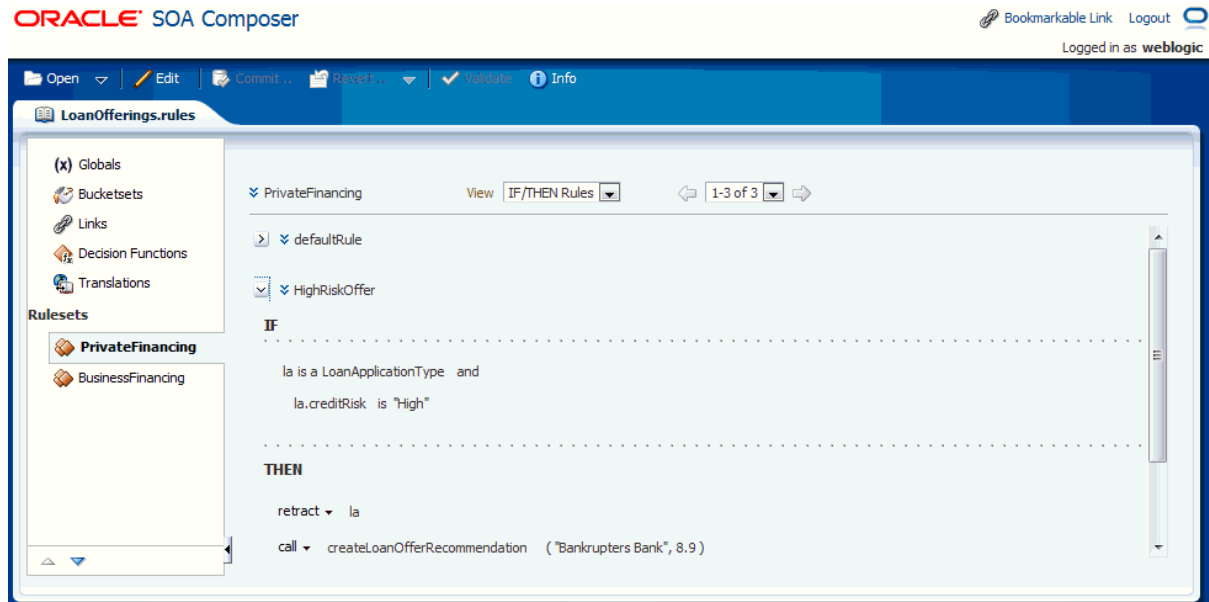 ORACLE SOA Composer
Bookmarkable Link Logout
Logged in as weblogic
Open Edit Commit .. Revert .. Validate Info
LoanOfferings.rules
(x) Globals
Bucketsets
Links
Decision Functions
Translations
Rulesets
PrivateFinancing
BusinessFinancing
PrivateFinancing View IF/THEN Rules 1-3 of 3
defaultRule
HighRiskOffer
IF
la is a LoanApplicationType and
la.creditRisk is "High"
THEN
retract la
call createLoanOfferRecommendation ( "Bankrupters Bank", 8.9 )